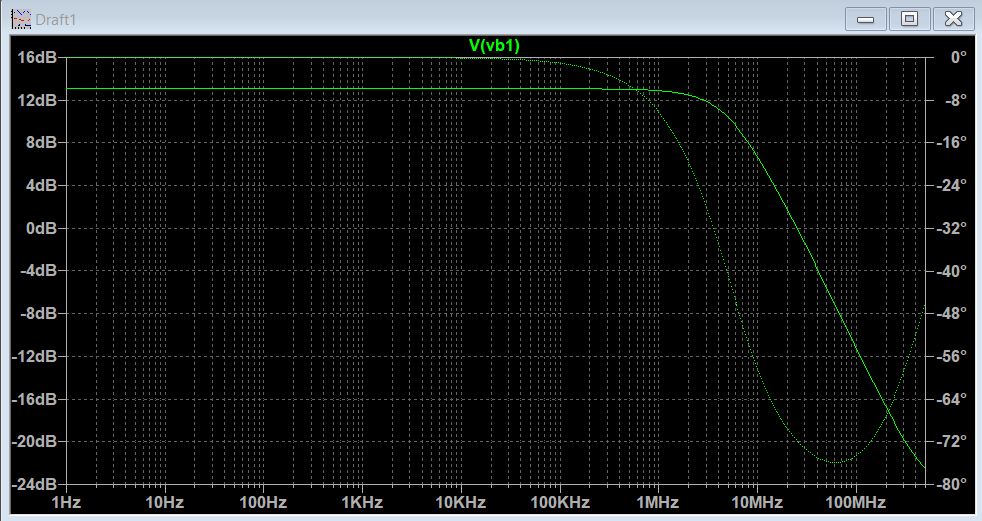 Draft1
V(vb1)
16dB 0°
12dB -8°
8dB -16°
4dB -24°
0dB -32°
-4dB -40°
-8dB -48°
-12dB -56°
-16dB -64°
-20dB -72°
-24dB -80°
1Hz 10Hz 100Hz 1KHz 10KHz 100KHz 1MHz 10MHz 100MHz